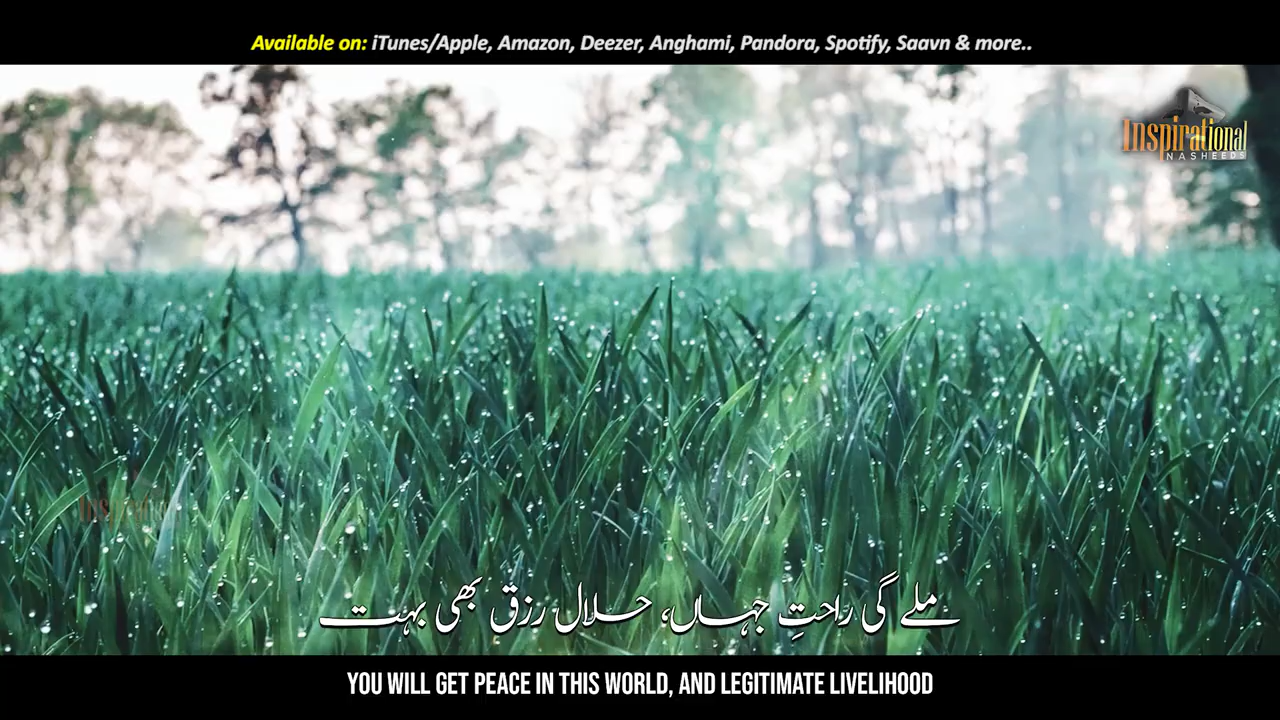 Available on: iTunes/Apple, Amazon, Deezer, Anghami, Pandora, Spotify, Saavn & more..
Inspirational
NASHEEDS
ملے گی راحتِ جہاں، حلال رزق بھی بہت
YOU WILL GET PEACE IN THIS WORLD, AND LEGITIMATE LIVELIHOOD